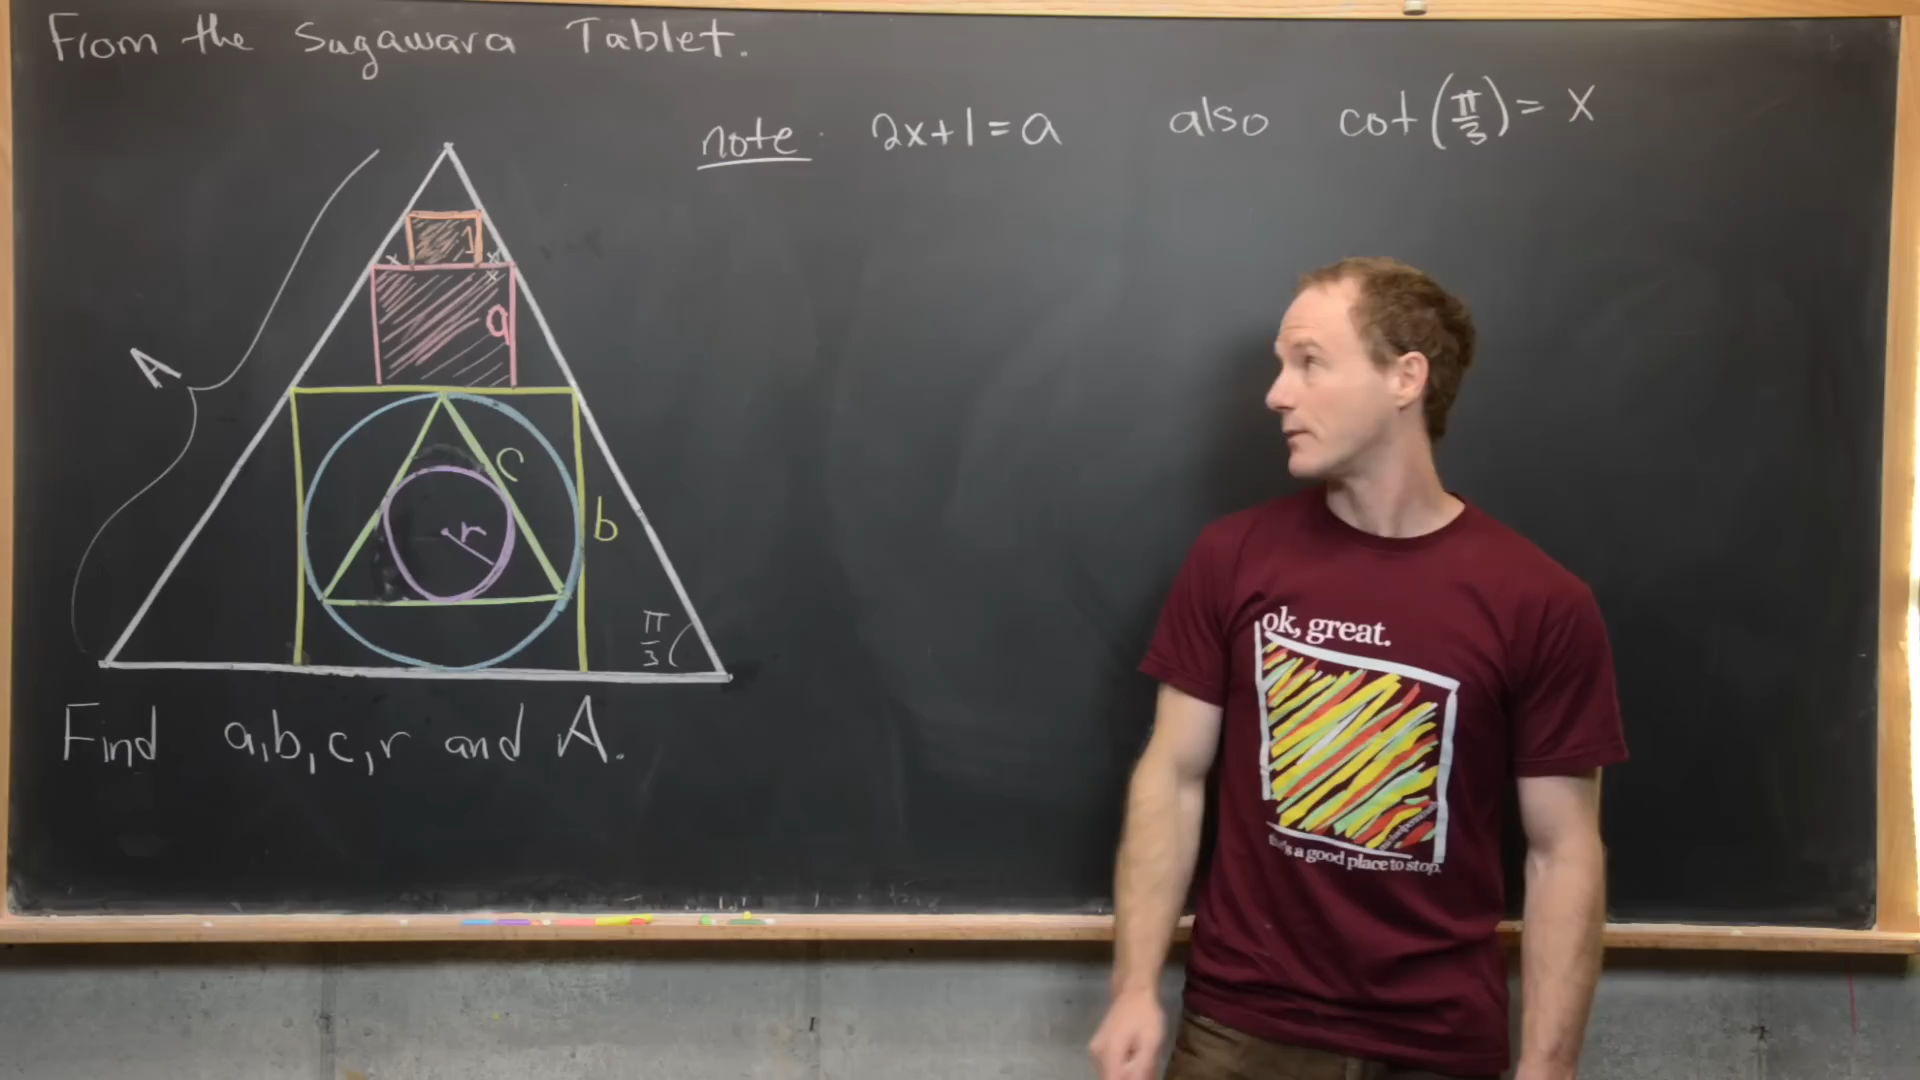 From the Sugawara Tablet.
note: 2x+1=a also cot(π/3)= x
1
x x
x
a
A
c
b
r
π/3
Find a,b,c,r and A.
ok, great.
that's a good place to stop.